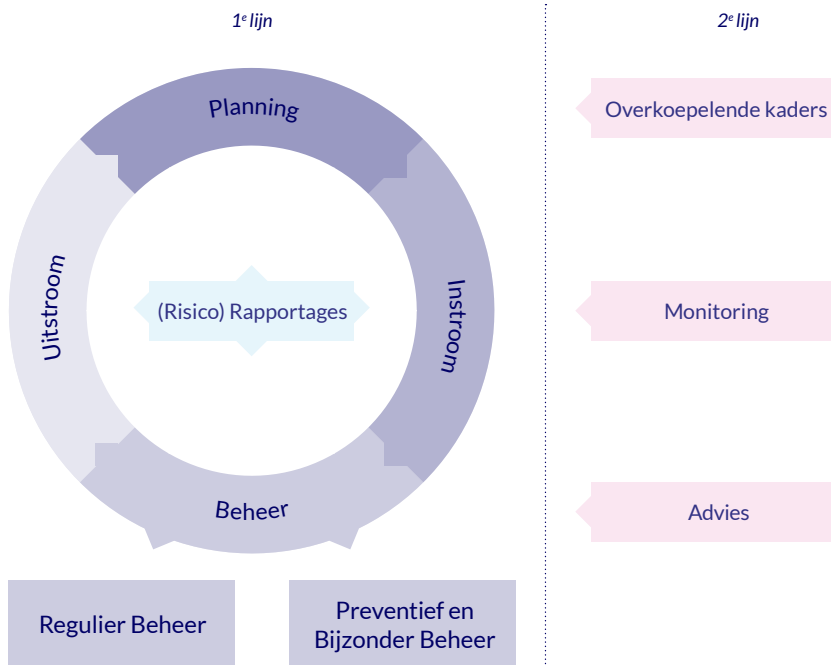 1e lijn
2e lijn
Planning
Overkoepelende kaders
Uitstroom
(Risico) Rapportages
Instroom
Monitoring
Beheer
Advies
Regulier Beheer
Preventief en
Bijzonder Beheer